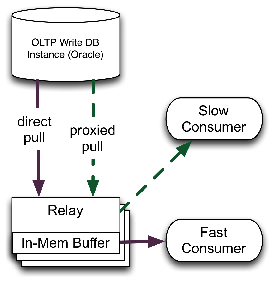 OLTP Write DB
Instance (Oracle)
direct
pull
proxied
pull
Slow
Consumer
Relay
In-Mem Buffer
Fast
Consumer